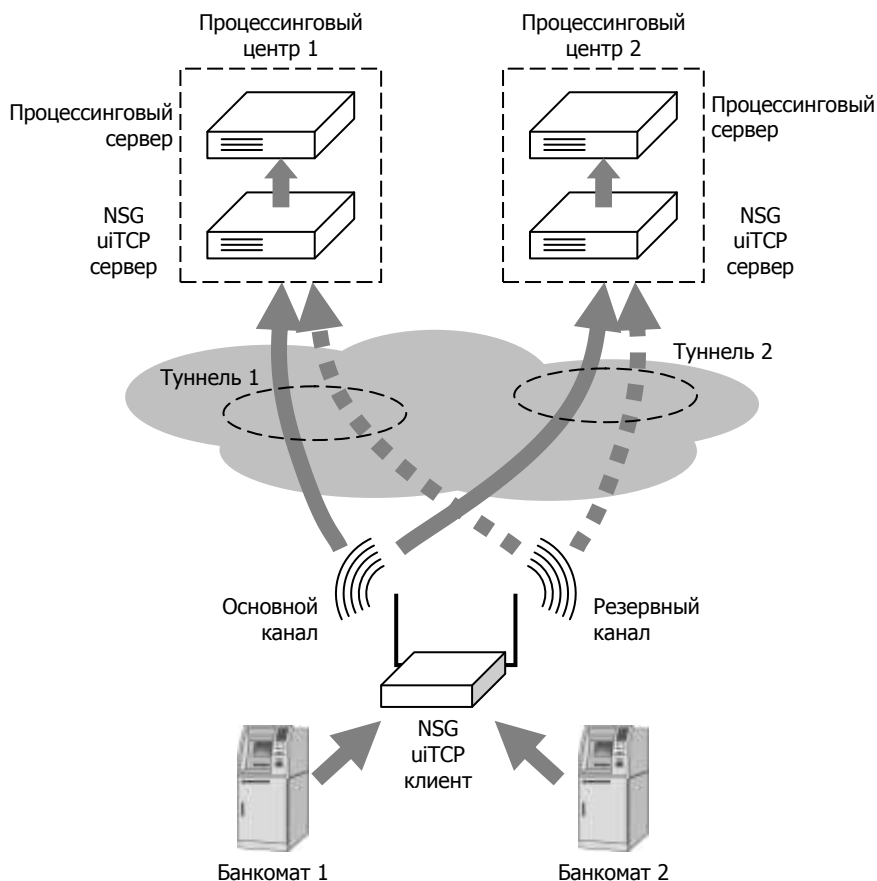 Процессинговый
центр 1
Процессинговый
центр 2
Процессинговый
сервер
Процессинговый
сервер
NSG
uiTCP
сервер
NSG
uiTCP
сервер
Туннель 1
Туннель 2
Основной
канал
Резервный
канал
NSG
uiTCP
клиент
Банкомат 1
Банкомат 2